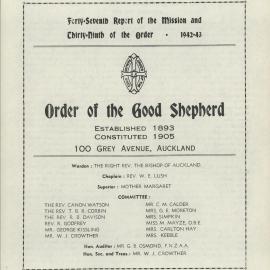 Forty-Seventh Report of the Mission and
Thirty-Ninth of the Order · 1942-43
Order of the Good Shepherd
ESTABLISHED 1893
CONSTITUTED 1905
100 GREY AVENUE, AUCKLAND
Warden : THE RIGHT REV. THE BISHOP OF AUCKLAND.
Chaplain : REV. W. E. LUSH
Superior : MOTHER MARGARET
COMMITTEE :
THE REV. CANON WATSON
THE REV. T. B. R. CORBIN
THE REV. R. B. DAVISON
REV. R. GODFREY
MR. GEORGE KISSLING
MR. W. J. CROWTHER
MR. C. M. CALDER
MRS. G. E. MORETON
MRS. SIMPKIN
MISS M. MAYZE, O.B.E.
MRS. CARLTON HAY
MRS. KEEBLE
Hon. Auditor : MR. G. B. OSMOND, F.N.Z.A.A.
Hon. Sec. and Treas. : MR. W. J. CROWTHER